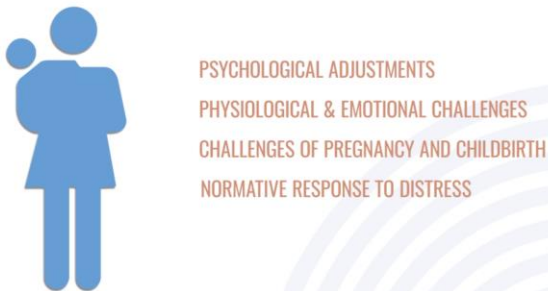 PSYCHOLOGICAL ADJUSTMENTS
PHYSIOLOGICAL & EMOTIONAL CHALLENGES
CHALLENGES OF PREGNANCY AND CHILDBIRTH
NORMATIVE RESPONSE TO DISTRESS